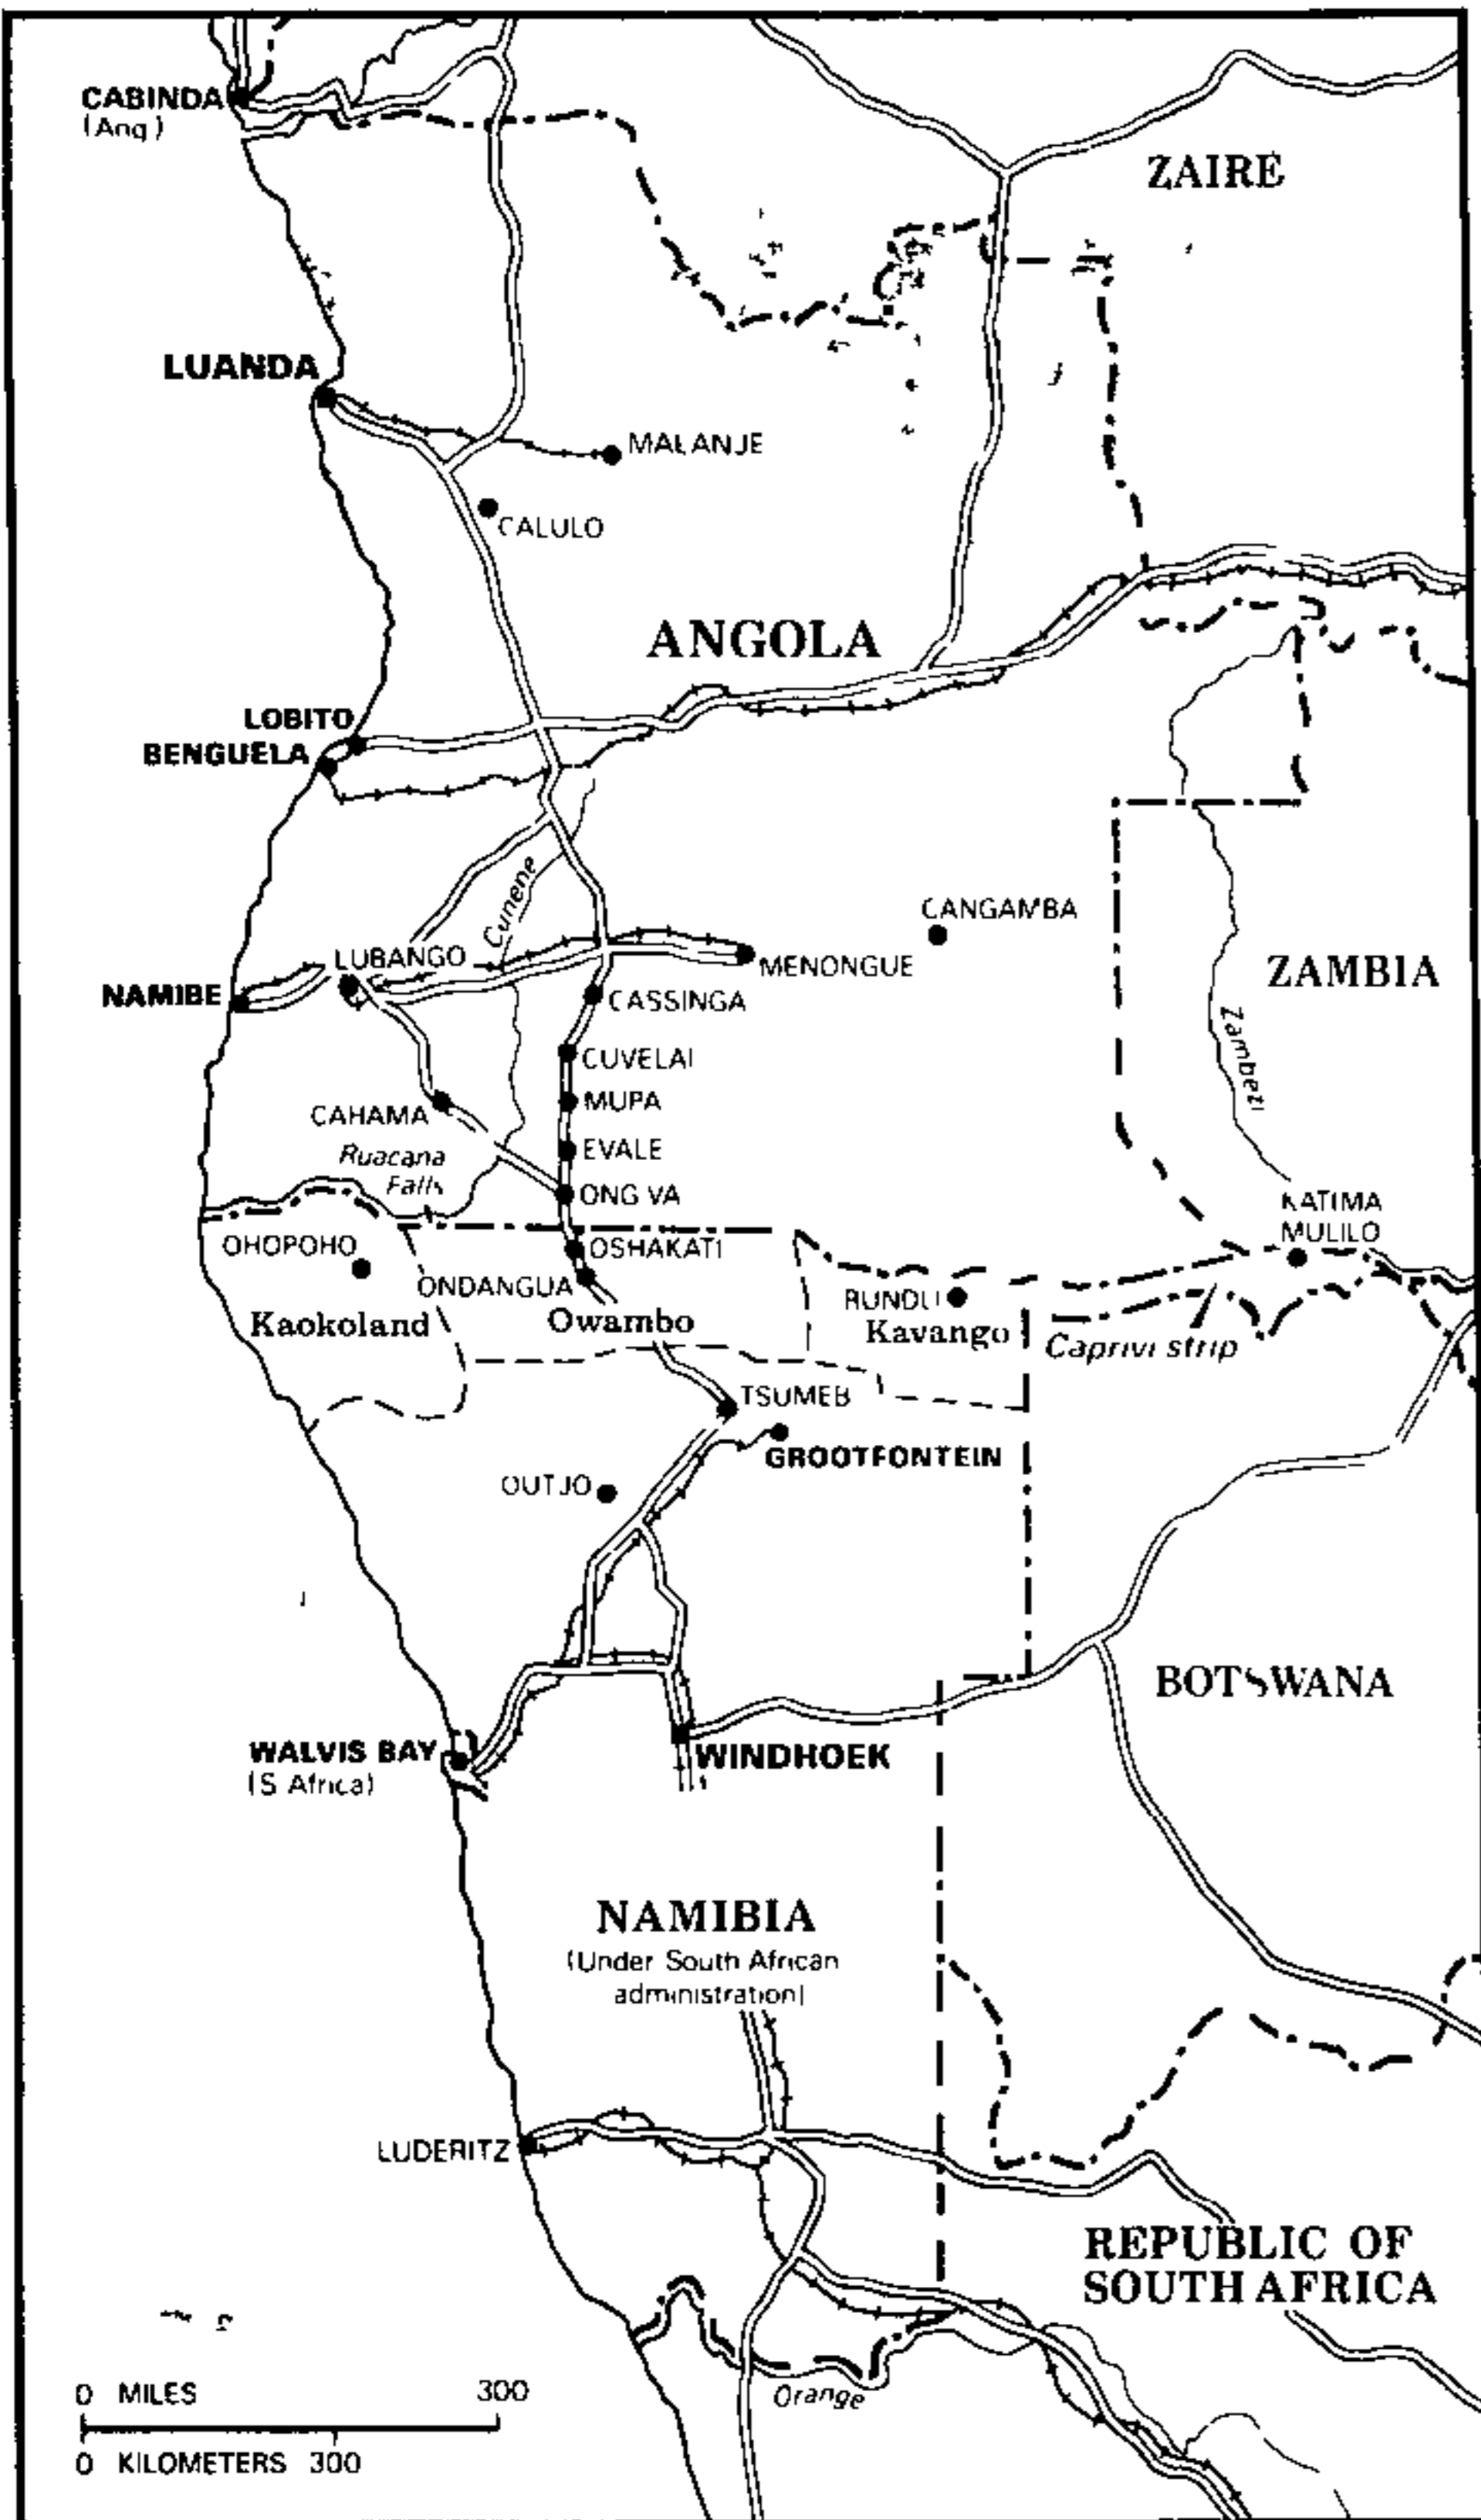 CABINDA
(Ang)
ZAIRE
LUANDA
MALANJE
CALULO
ANGOLA
LOBITO
BENGUELA
Cunene
CANGAMBA
LUBANGO
MENONGUE
ZAMBIA
NAMIBE
CASSINGA
Zambezi
CUVELAI
CAHAMA
MUPA
Ruacana
Falls
EVALE
ONG VA
KATIMA
MULILO
OHOPOHO
OSHAKATI
ONDANGUA
RUNDU
Kaokoland
Owambo
Kavango
Caprivi strip
TSUMEB
GROOTFONTEIN
OUTJO
BOTSWANA
WALVIS BAY
(S Africa)
WINDHOEK
NAMIBIA
(Under South African
administration)
LUDERITZ
REPUBLIC OF
SOUTH AFRICA
Orange
0 MILES 300
0 KILOMETERS 300